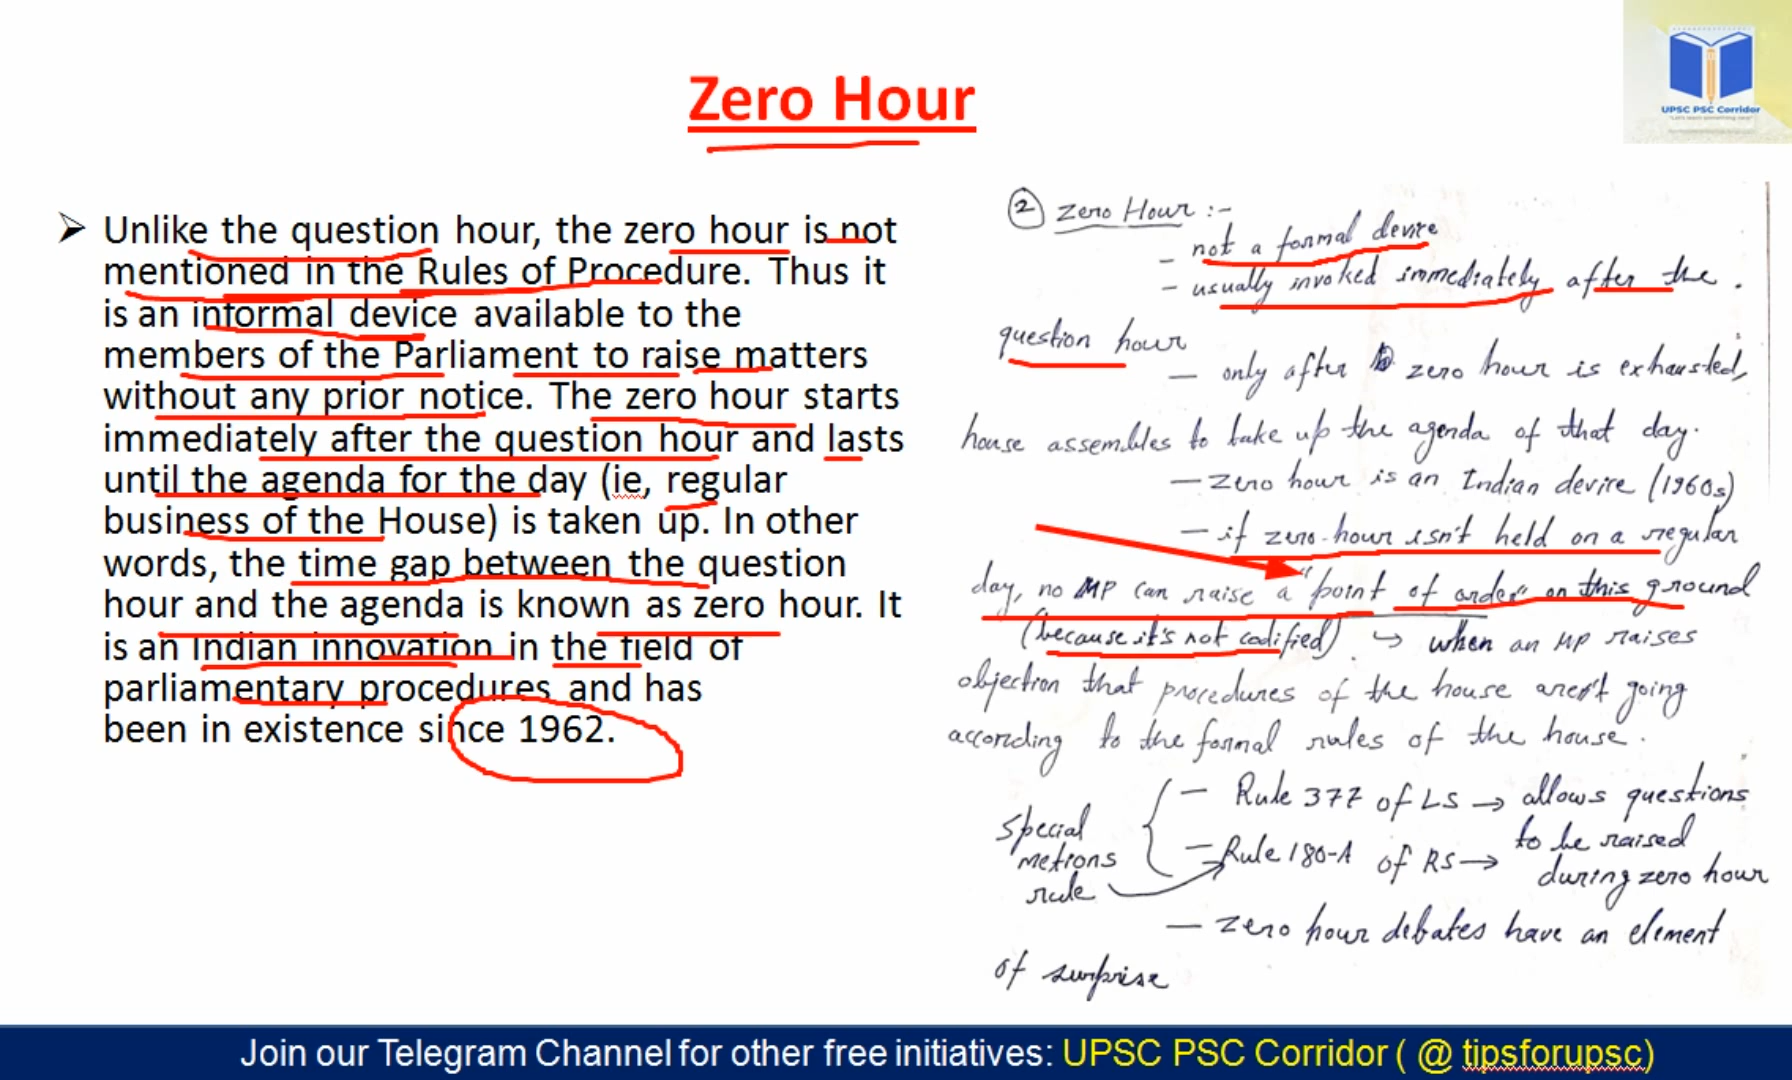 Zero Hour
UPSC PSC Corridor
➢ Unlike the question hour, the zero hour is not
mentioned in the Rules of Procedure. Thus it
is an informal device available to the
members of the Parliament to raise matters
without any prior notice. The zero hour starts
immediately after the question hour and lasts
until the agenda for the day (ie, regular
business of the House) is taken up. In other
words, the time gap between the question
hour and the agenda is known as zero hour. It
is an Indian innovation in the field of
parliamentary procedures and has
been in existence since 1962.
② Zero Hour :-
- not a formal device
- usually invoked immediately after the
question hour
- only after zero hour is exhausted,
house assembles to take up the agenda of that day.
- zero hour is an Indian device (1960s)
- if zero-hour isn't held on a regular
day, no MP can raise a "point of order" on this ground
(because it's not codified) ↪ when an MP raises
objection that procedures of the house aren't going
according to the formal rules of the house.
- Rule 377 of LS → allows questions
special metions rule
- Rule 180-A of RS → to be raised
during zero hour
- zero hour debates have an element
of surprise
Join our Telegram Channel for other free initiatives: UPSC PSC Corridor ( @ tipsforupsc)